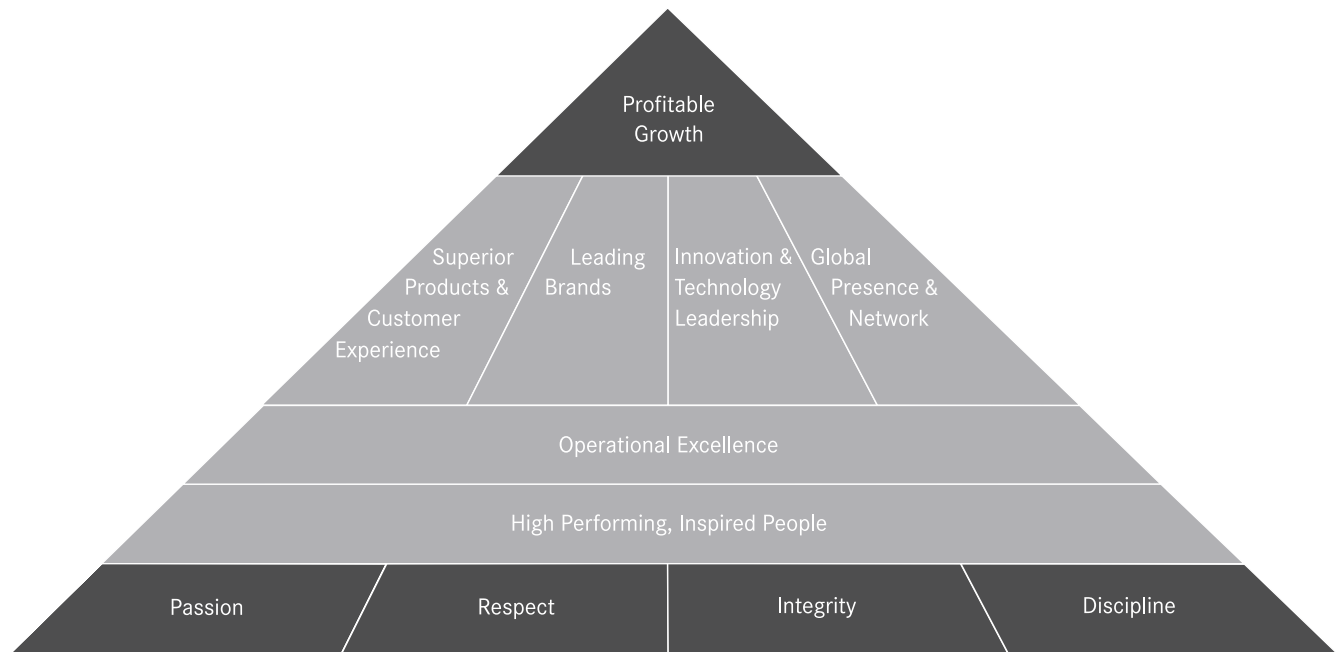 Profitable
Growth
Superior
Products &
Customer
Experience
Leading
Brands
Innovation &
Technology
Leadership
Global
Presence &
Network
Operational Excellence
High Performing, Inspired People
Passion
Respect
Integrity
Discipline